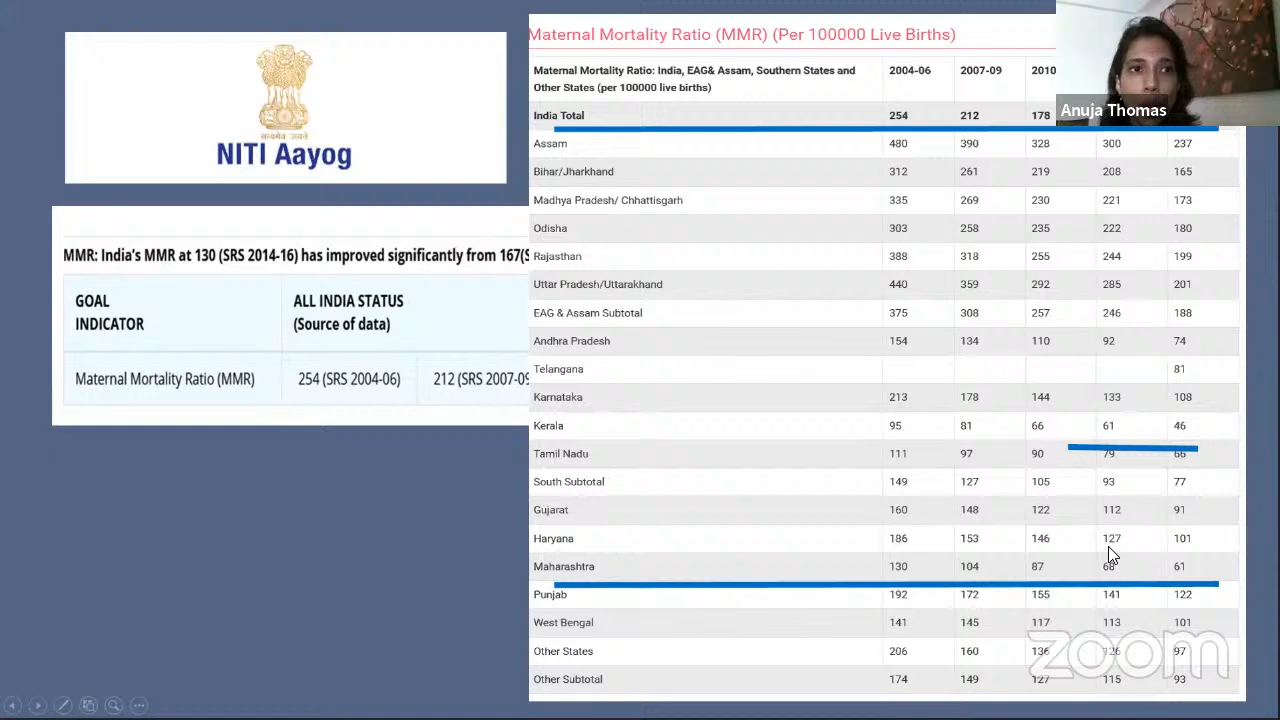 सत्यमेव जयते
NITI Aayog
MMR: India's MMR at 130 (SRS 2014-16) has improved significantly from 167(S
GOAL INDICATOR
ALL INDIA STATUS (Source of data)
Maternal Mortality Ratio (MMR) 254 (SRS 2004-06) 212 (SRS 2007-09
Maternal Mortality Ratio (MMR) (Per 100000 Live Births)
Maternal Mortality Ratio: India, EAG& Assam, Southern States and 2004-06 2007-09 2010
Other States (per 100000 live births)
India Total 254 212 178
Assam 480 390 328 300 237
Bihar/Jharkhand 312 261 219 208 165
Madhya Pradesh/ Chhattisgarh 335 269 230 221 173
Odisha 303 258 235 222 180
Rajasthan 388 318 255 244 199
Uttar Pradesh/Uttarakhand 440 359 292 285 201
EAG & Assam Subtotal 375 308 257 246 188
Andhra Pradesh 154 134 110 92 74
Telangana 81
Karnataka 213 178 144 133 108
Kerala 95 81 66 61 46
Tamil Nadu 111 97 90 79 66
South Subtotal 149 127 105 93 77
Gujarat 160 148 122 112 91
Haryana 186 153 146 127 101
Maharashtra 130 104 87 68 61
Punjab 192 172 155 141 122
West Bengal 141 145 117 113 101
Other States 206 160 136 126 97
Other Subtotal 174 149 127 115 93
Anuja Thomas
zoom